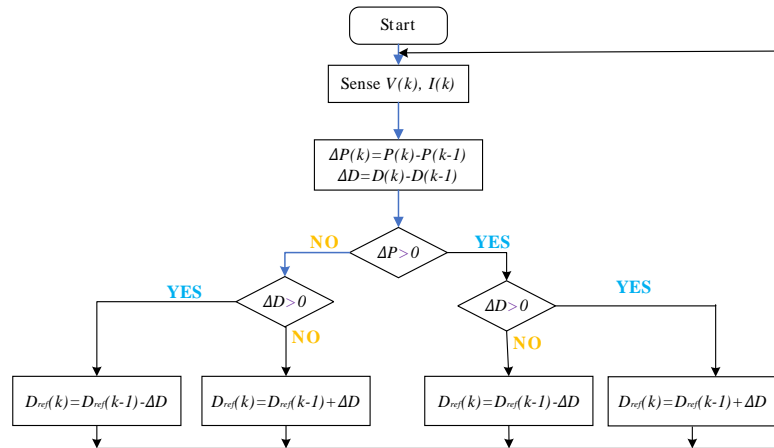 Start
Sense V(k), I(k)
ΔP(k)=P(k)-P(k-1)
ΔD=D(k)-D(k-1)
NO
YES
ΔP>0
YES
ΔD>0
NO
ΔD>0
YES
NO
Dref(k)=Dref(k-1)-ΔD
Dref(k)=Dref(k-1)+ΔD
Dref(k)=Dref(k-1)-ΔD
Dref(k)=Dref(k-1)+ΔD